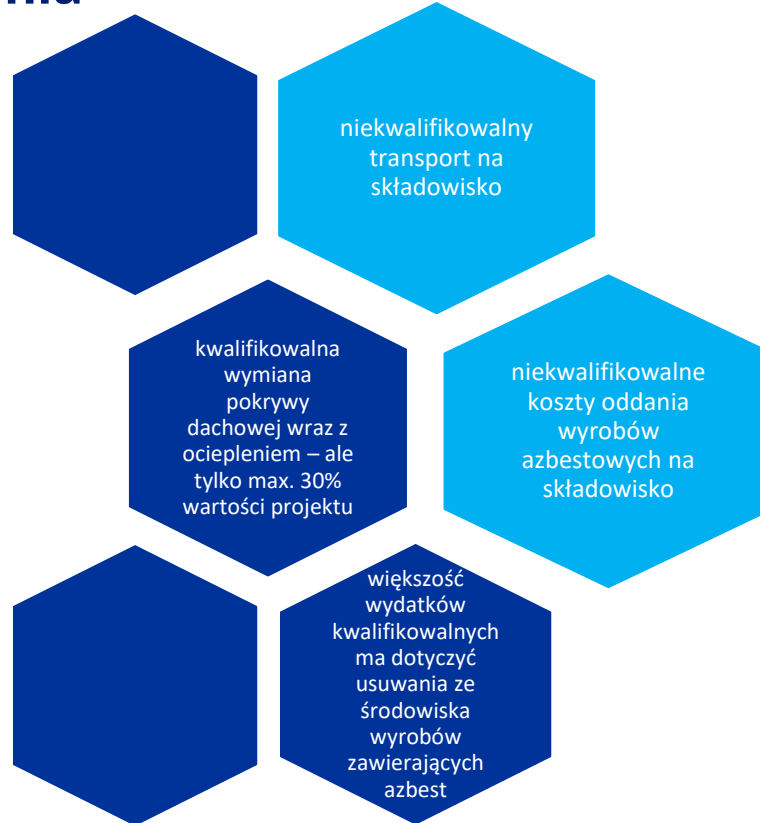 niekwalifikowalny
transport na
składowisko
kwalifikowalna
wymiana
pokrywy
dachowej wraz z
ociepleniem – ale
tylko max. 30%
wartości projektu
niekwalifikowalne
koszty oddania
wyrobów
azbestowych na
składowisko
większość
wydatków
kwalifikowalnych
ma dotyczyć
usuwania ze
środowiska
wyrobów
zawierających
azbest